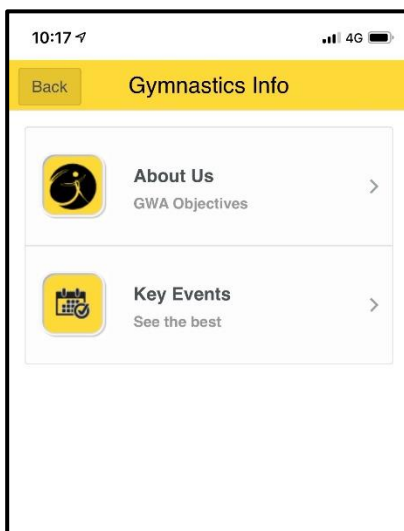 10:17 4G
Back Gymnastics Info
About Us
GWA Objectives
Key Events
See the best